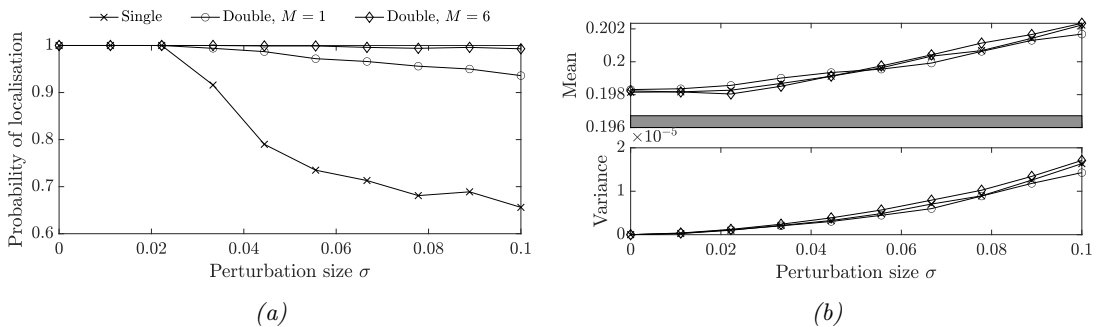 Single
Double, M = 1
Double, M = 6
Probability of localisation
1
0.9
0.8
0.7
0.6
0 0.02 0.04 0.06 0.08 0.1
Perturbation size σ
(a)
Mean
0.202
0.2
0.198
0.196
×10⁻⁵
Variance
2
1
0
0 0.02 0.04 0.06 0.08 0.1
Perturbation size σ
(b)